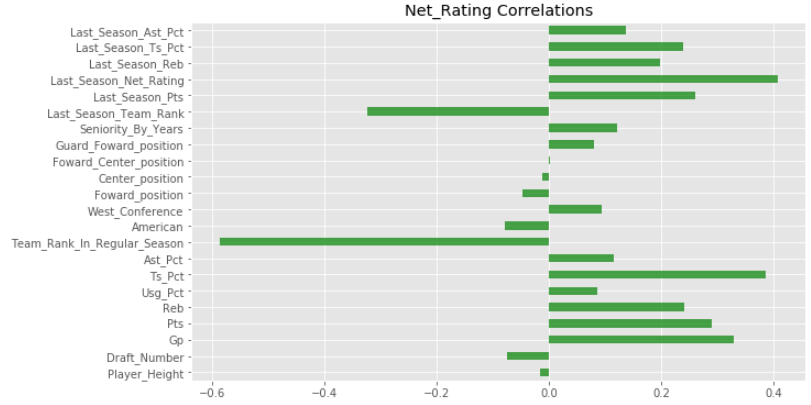 Net_Rating Correlations
Last_Season_Ast_Pct
Last_Season_Ts_Pct
Last_Season_Reb
Last_Season_Net_Rating
Last_Season_Pts
Last_Season_Team_Rank
Seniority_By_Years
Guard_Foward_position
Foward_Center_position
Center_position
Foward_position
West_Conference
American
Team_Rank_In_Regular_Season
Ast_Pct
Ts_Pct
Usg_Pct
Reb
Pts
Gp
Draft_Number
Player_Height
−0.6 −0.4 −0.2 0.0 0.2 0.4